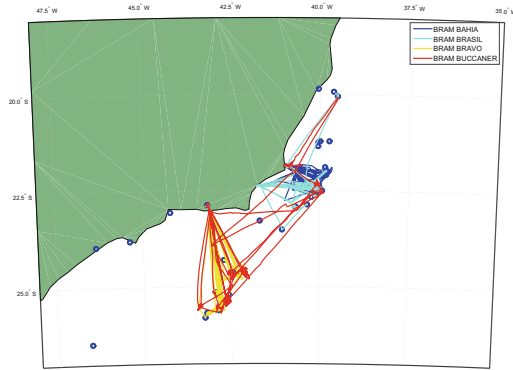 47.5° W
45.0° W
42.5° W
40.0° W
37.5° W
35.0° W
BRAM BAHIA
BRAM BRASIL
BRAM BRAVO
BRAM BUCCANER
20.0° S
22.5° S
25.0° S